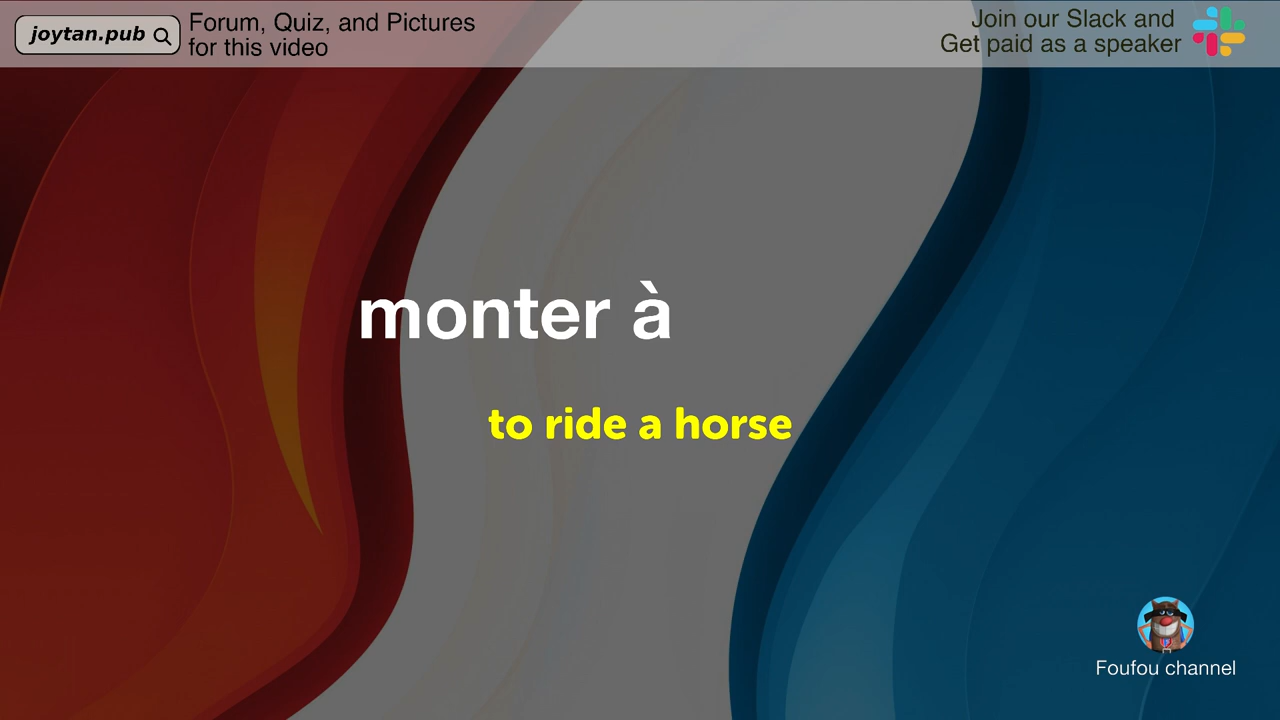 joytan.pub
Forum, Quiz, and Pictures
for this video
Join our Slack and
Get paid as a speaker
monter à
to ride a horse
Foufou channel